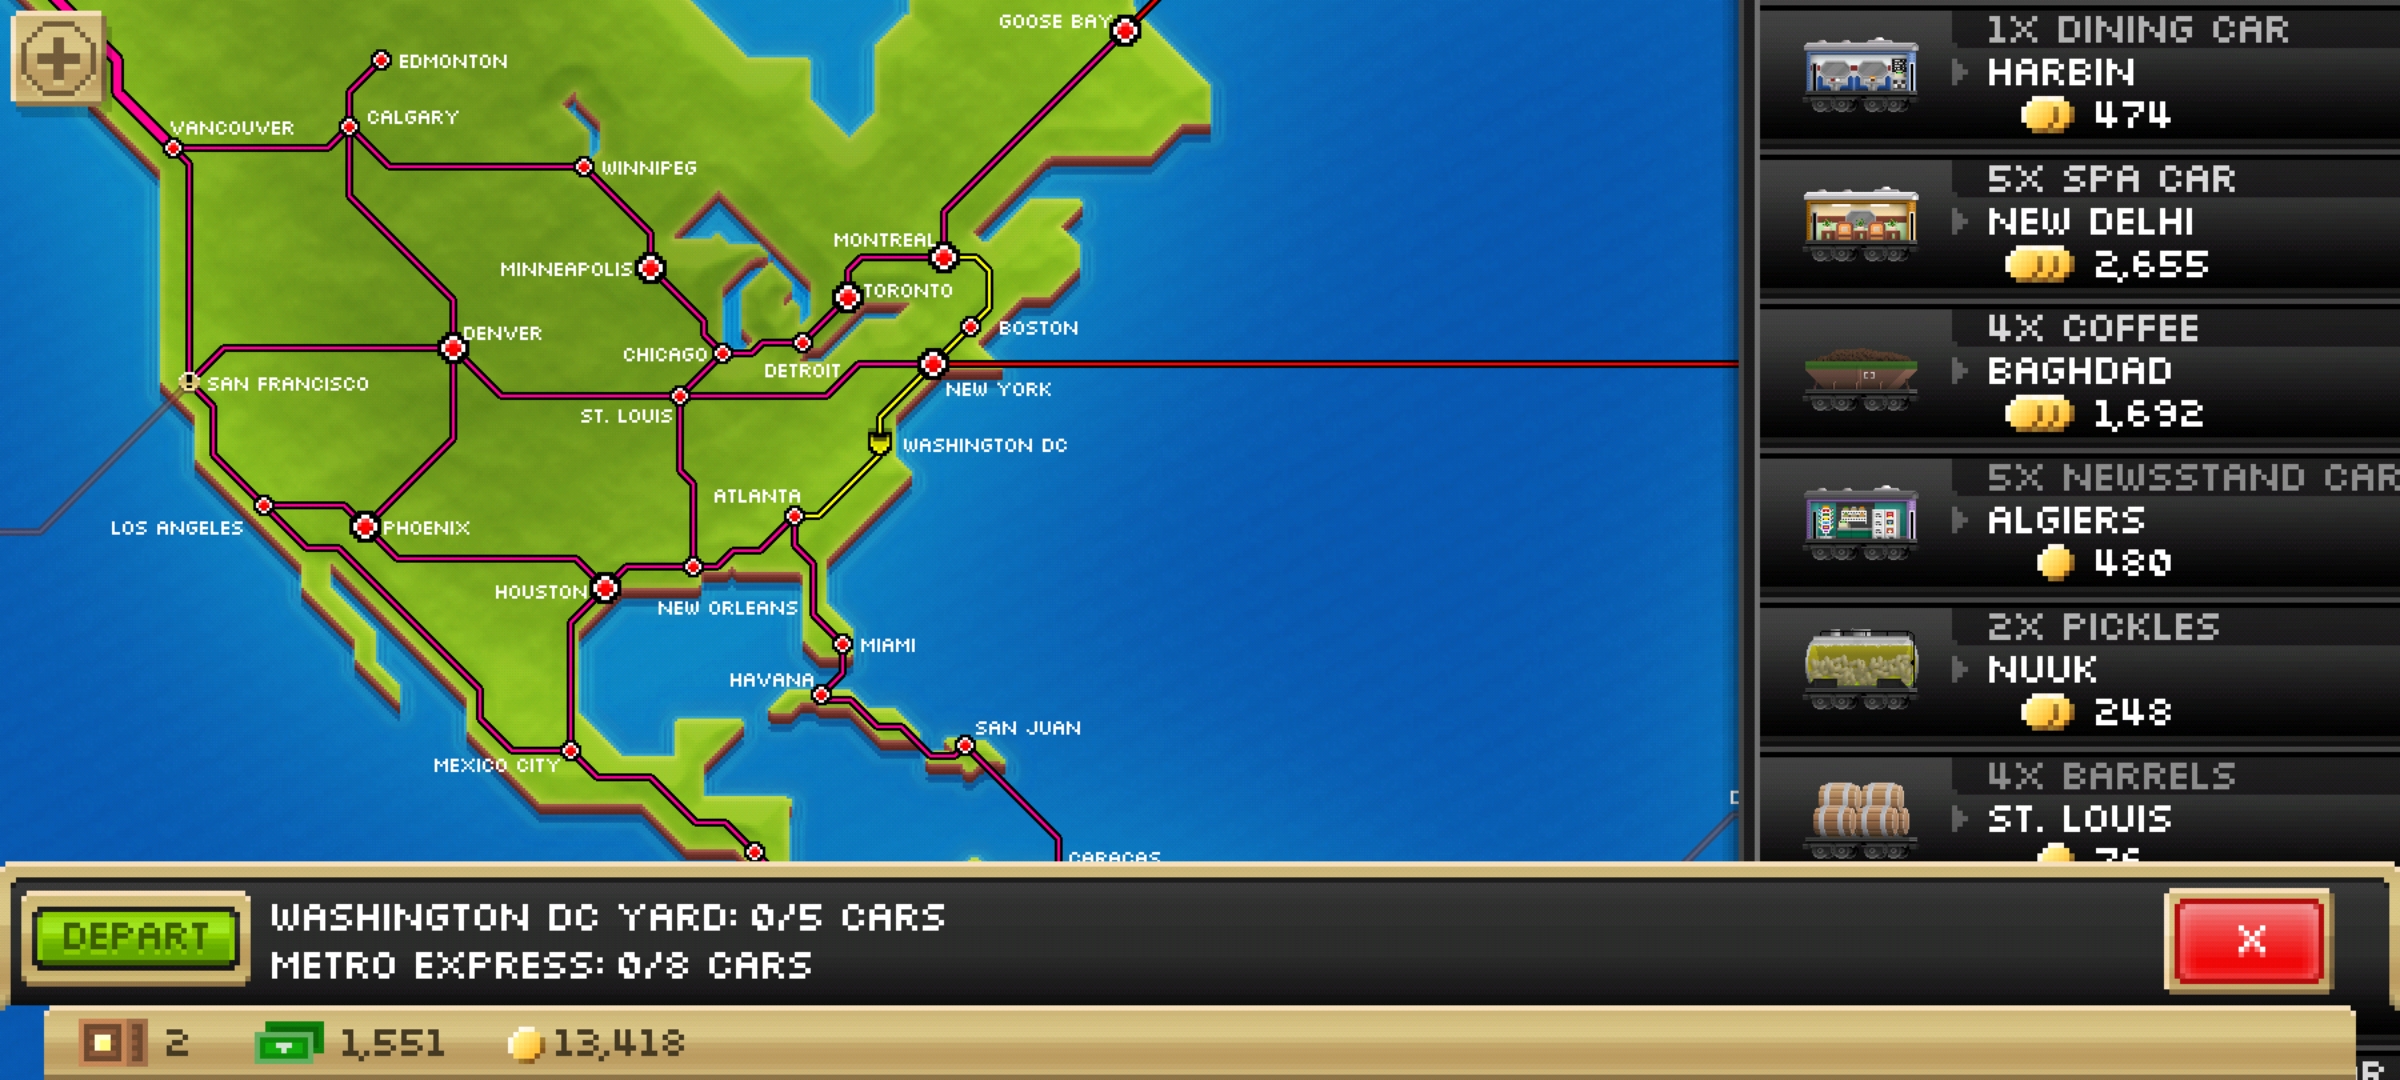 GOOSE BAY
EDMONTON
CALGARY
VANCOUVER
WINNIPEG
MONTREAL
MINNEAPOLIS
TORONTO
BOSTON
DENVER
CHICAGO
DETROIT
SAN FRANCISCO
NEW YORK
ST. LOUIS
WASHINGTON DC
ATLANTA
LOS ANGELES
PHOENIX
HOUSTON
NEW ORLEANS
MIAMI
HAVANA
SAN JUAN
MEXICO CITY
CARACAS
1X DINING CAR
HARBIN
474
5X SPA CAR
NEW DELHI
2,655
4X COFFEE
BAGHDAD
1,692
5X NEWSSTAND CAR
ALGIERS
480
2X PICKLES
NUUK
248
4X BARRELS
ST. LOUIS
DEPART
WASHINGTON DC YARD: 0/5 CARS
METRO EXPRESS: 0/8 CARS
X
2
1,551
13,418